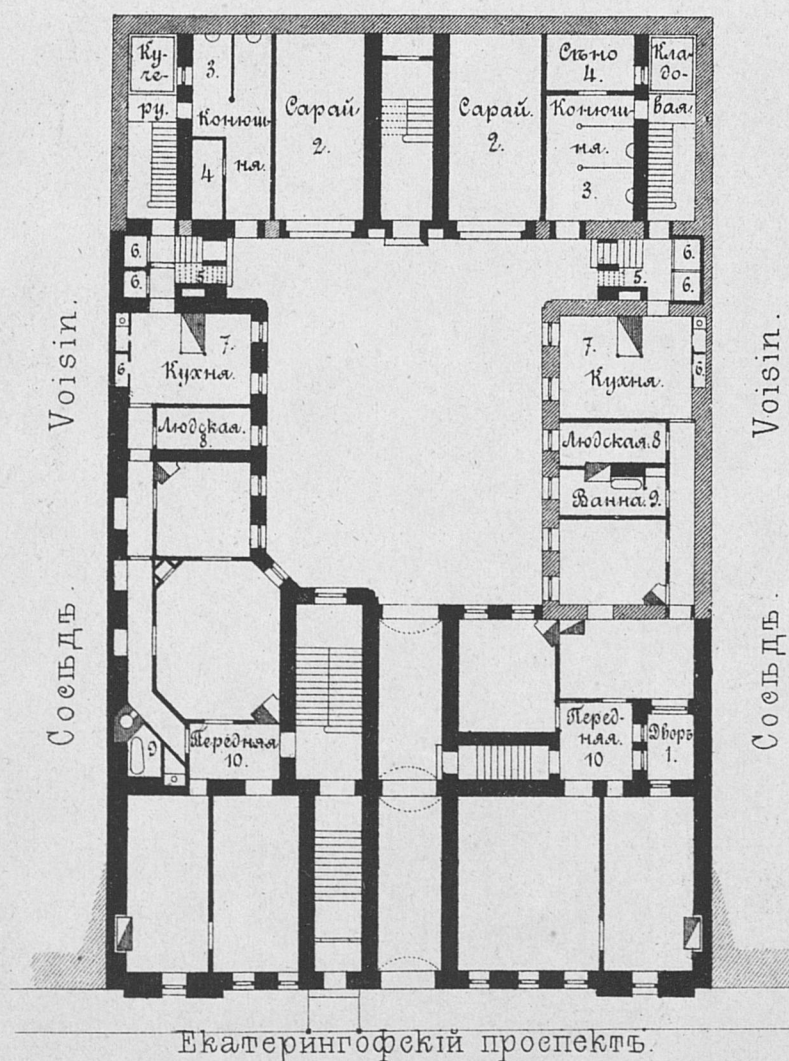 Ку-
че-
ру.
3.
Конюш-
ня.
4
Сарай.
2.
Сарай.
2.
Сѣно
4.
Конюш-
ня.
3.
Кла-
до-
вая.
6.
6.
5
5.
6.
6.
7.
Кухня.
6
7.
Кухня.
6.
Людская.
8.
Людская. 8
Ванна. 9.
9
Передняя
10.
Перед-
няя.
10
Дворъ
1.
Voisin.
Сосѣдъ.
Voisin.
Сосѣдъ.
Екатерингофскій проспектъ.